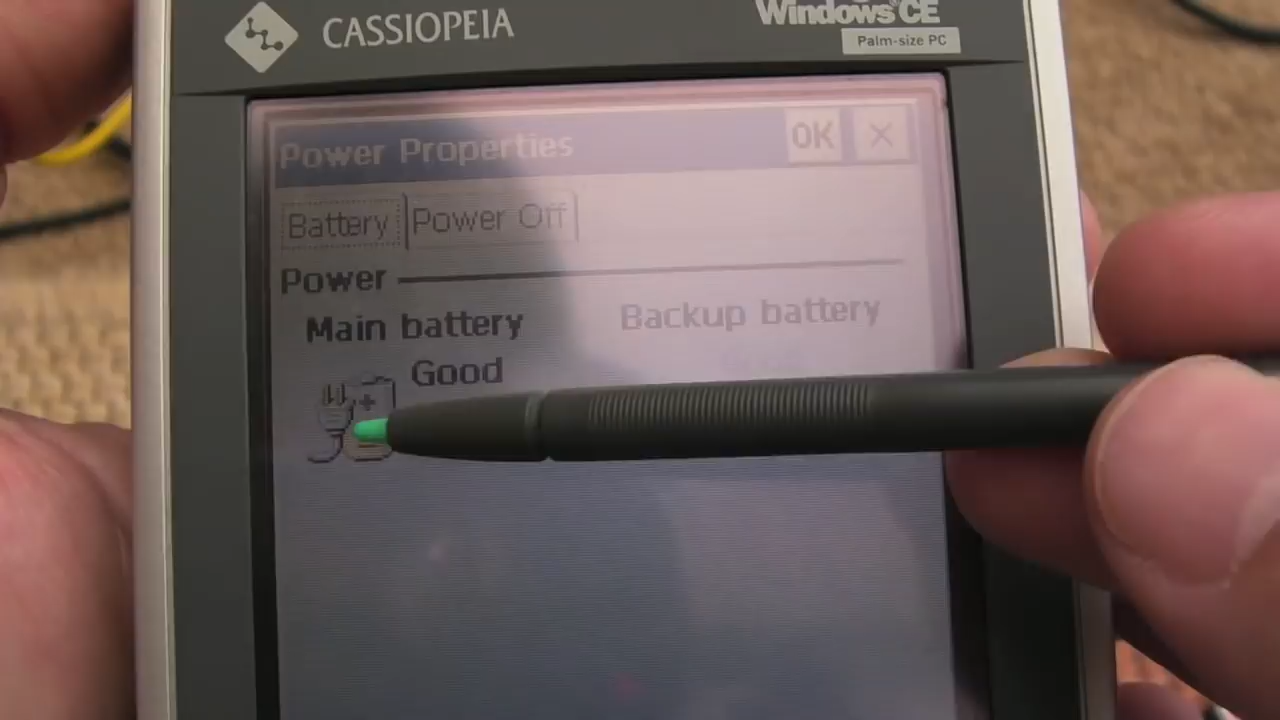 CASSIOPEIA
Windows CE
Palm-size PC
Power Properties OK ×
Battery Power Off
Power
Main battery Backup battery
Good